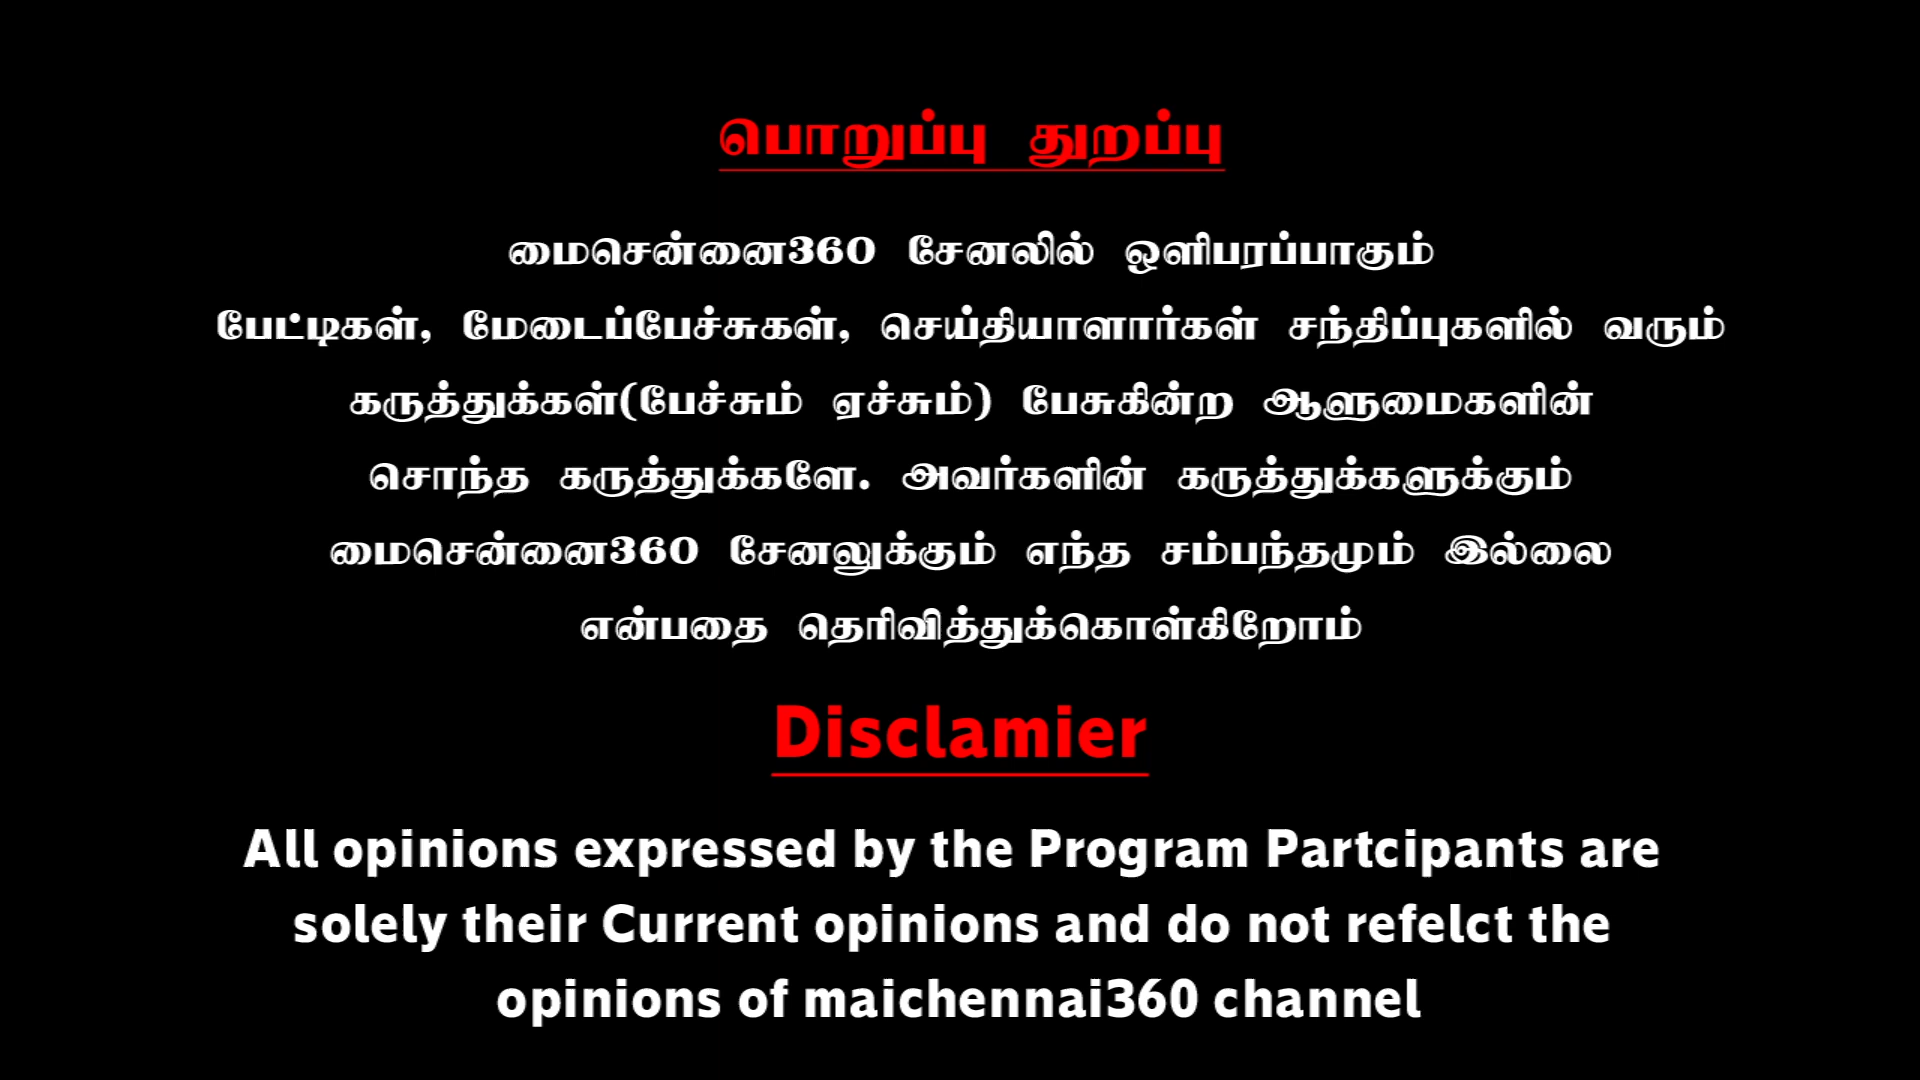 பொறுப்பு துறப்பு
மைசென்னை360 சேனலில் ஒளிபரப்பாகும்
பேட்டிகள், மேடைப்பேச்சுகள், செய்தியாளார்கள் சந்திப்புகளில் வரும்
கருத்துக்கள்(பேச்சும் ஏச்சும்) பேசுகின்ற ஆளுமைகளின்
சொந்த கருத்துக்களே. அவர்களின் கருத்துக்களுக்கும்
மைசென்னை360 சேனலுக்கும் எந்த சம்பந்தமும் இல்லை
என்பதை தெரிவித்துக்கொள்கிறோம்
Disclamier
All opinions expressed by the Program Partcipants are
solely their Current opinions and do not refelct the
opinions of maichennai360 channel